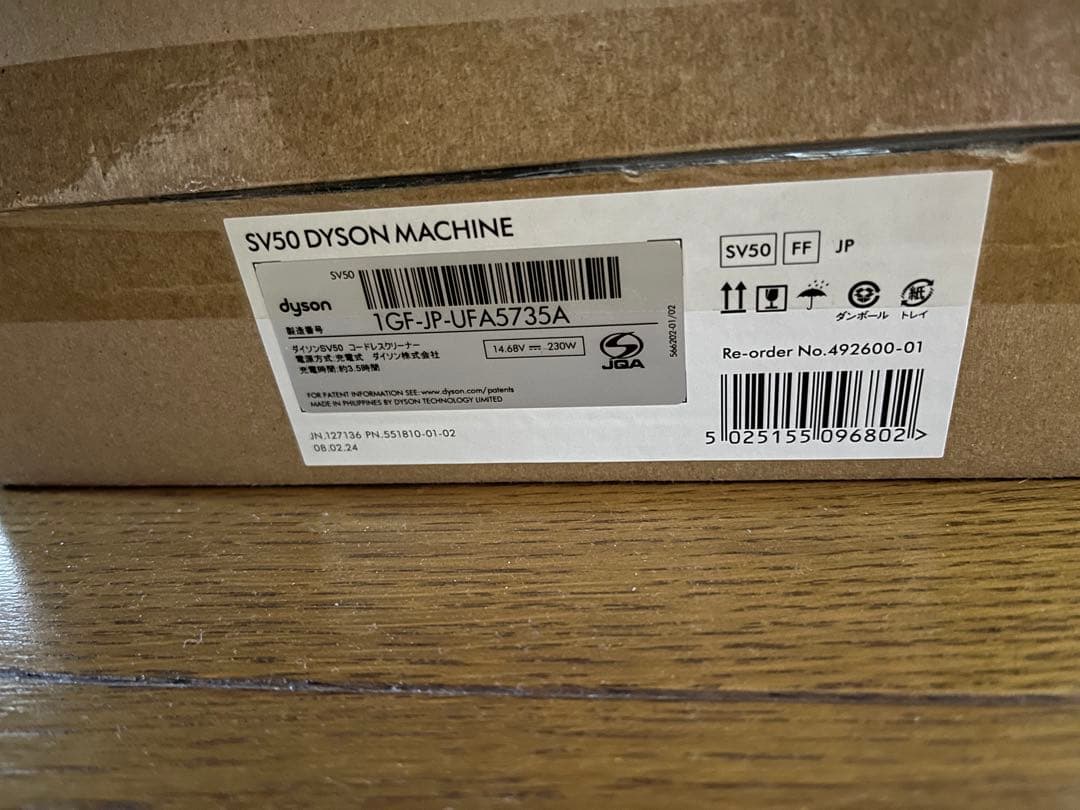 SV50 DYSON MACHINE
SV50
dyson
製造番号
1GF-JP-UFA5735A
ダイソンSV50 コードレスクリーナー
電源方式:充電式 ダイソン株式会社
充電時間:約3.5時間
14.68V 230W
JQA
566202-01/02
FOR PATENT INFORMATION SEE: www.dyson.com/patents
MADE IN PHILIPPINES BY DYSON TECHNOLOGY LIMITED
JN.127136 PN.551810-01-02
08.02.24
SV50 FF JP
ダンボール
紙
トレイ
Re-order No.492600-01
5 025155 096802 >